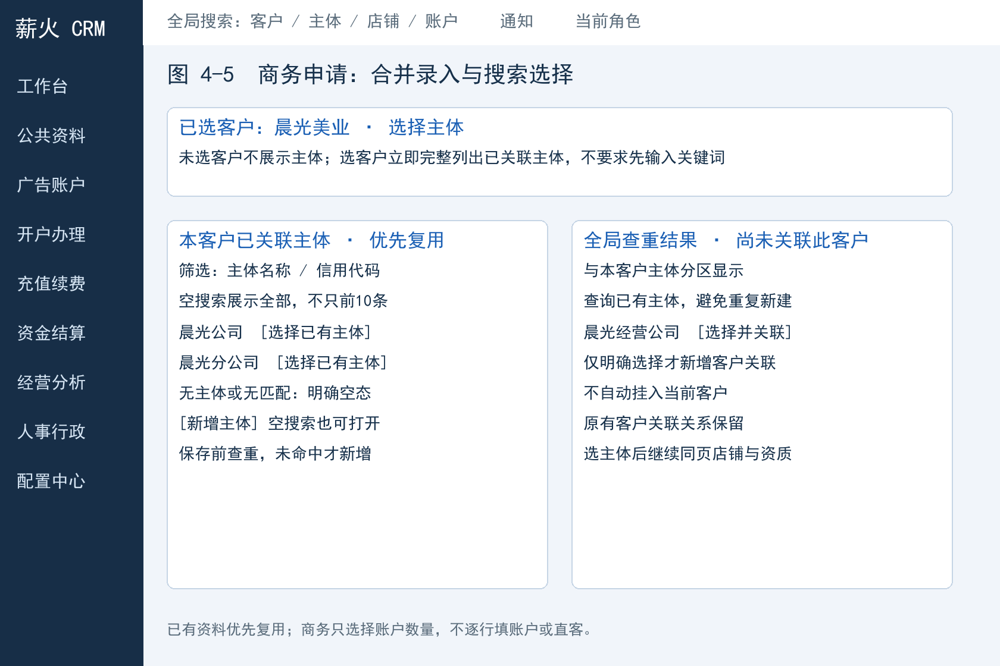 薪火 CRM
全局搜索：客户 / 主体 / 店铺 / 账户 通知 当前角色
工作台
公共资料
广告账户
开户办理
充值续费
资金结算
经营分析
人事行政
配置中心
图 4-5 商务申请：合并录入与搜索选择
已选客户：晨光美业 · 选择主体
未选客户不展示主体；选客户立即完整列出已关联主体，不要求先输入关键词
本客户已关联主体 · 优先复用
筛选：主体名称 / 信用代码
空搜索展示全部，不只前10条
晨光公司 [选择已有主体]
晨光分公司 [选择已有主体]
无主体或无匹配：明确空态
[新增主体] 空搜索也可打开
保存前查重，未命中才新增
全局查重结果 · 尚未关联此客户
与本客户主体分区显示
查询已有主体，避免重复新建
晨光经营公司 [选择并关联]
仅明确选择才新增客户关联
不自动挂入当前客户
原有客户关联关系保留
选主体后继续同页店铺与资质
已有资料优先复用；商务只选择账户数量，不逐行填账户或直客。